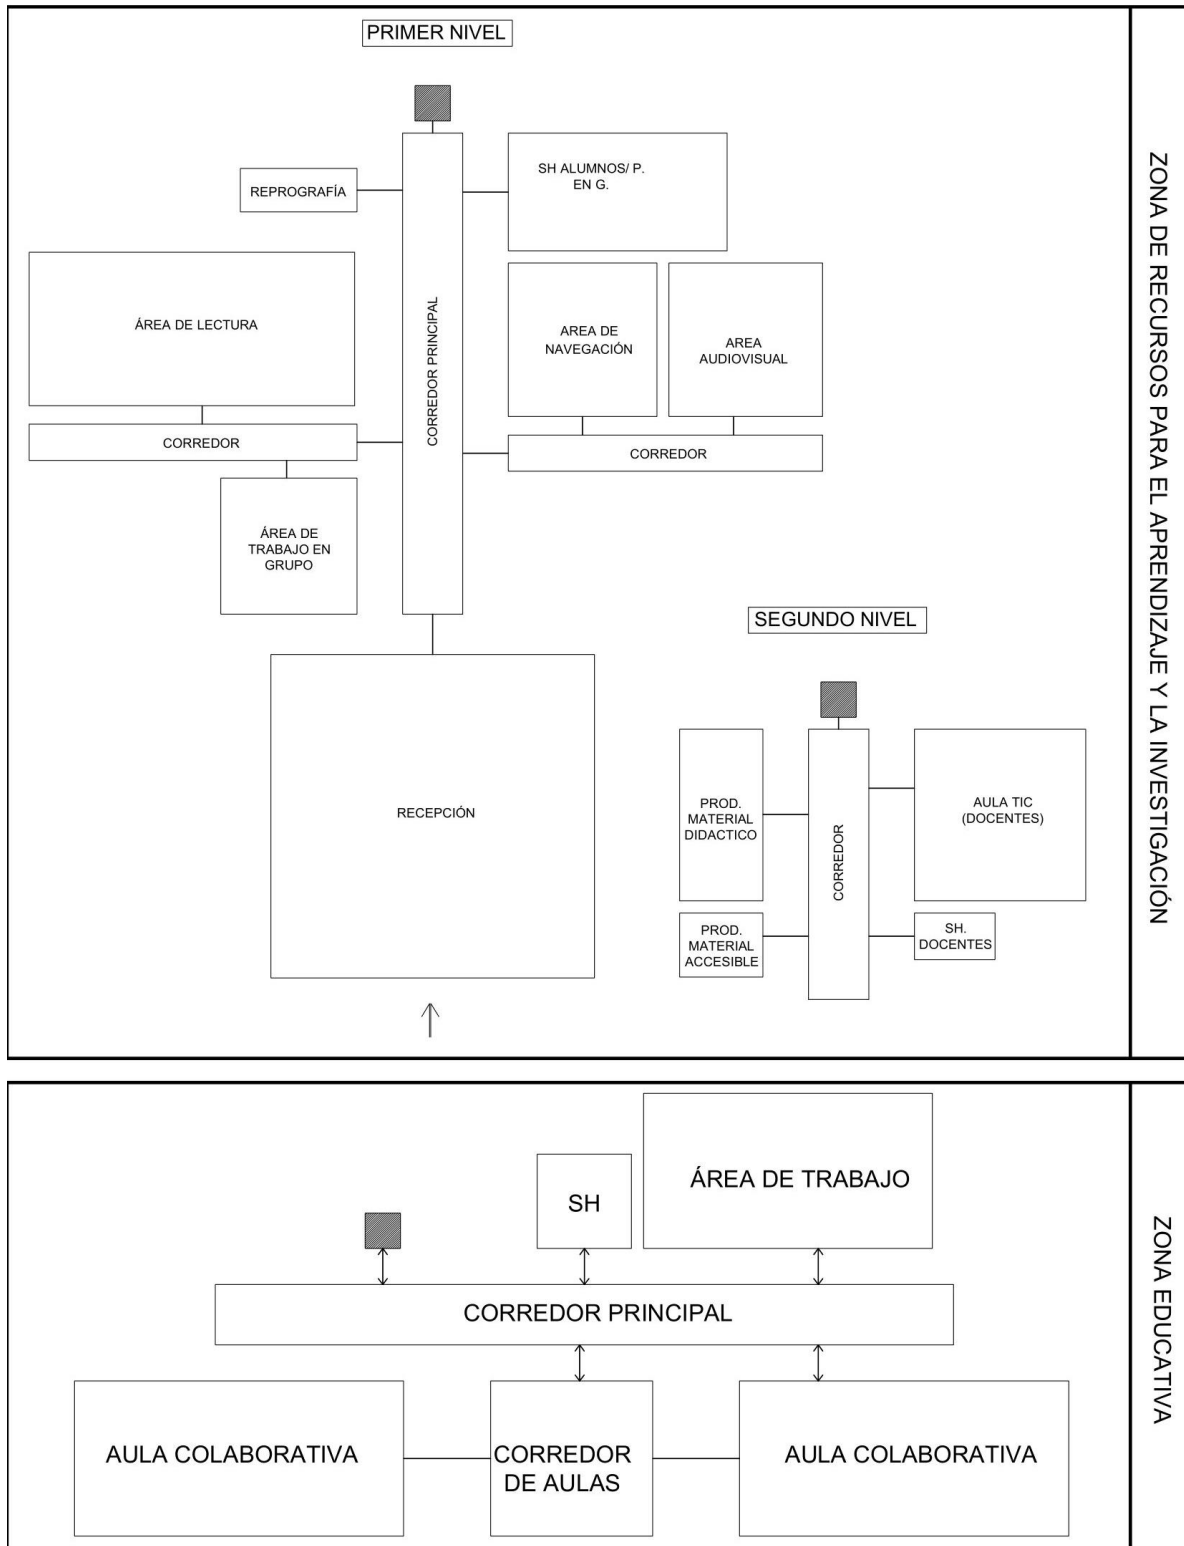 PRIMER NIVEL
REPROGRAFÍA
SH ALUMNOS/ P.
EN G.
ÁREA DE LECTURA
CORREDOR PRINCIPAL
AREA DE
NAVEGACIÓN
AREA
AUDIOVISUAL
CORREDOR
CORREDOR
ÁREA DE
TRABAJO EN
GRUPO
RECEPCIÓN
SEGUNDO NIVEL
PROD.
MATERIAL
DIDACTICO
CORREDOR
AULA TIC
(DOCENTES)
PROD.
MATERIAL
ACCESIBLE
SH.
DOCENTES
ZONA DE RECURSOS PARA EL APRENDIZAJE Y LA INVESTIGACIÓN
SH
ÁREA DE TRABAJO
CORREDOR PRINCIPAL
AULA COLABORATIVA
CORREDOR
DE AULAS
AULA COLABORATIVA
ZONA EDUCATIVA